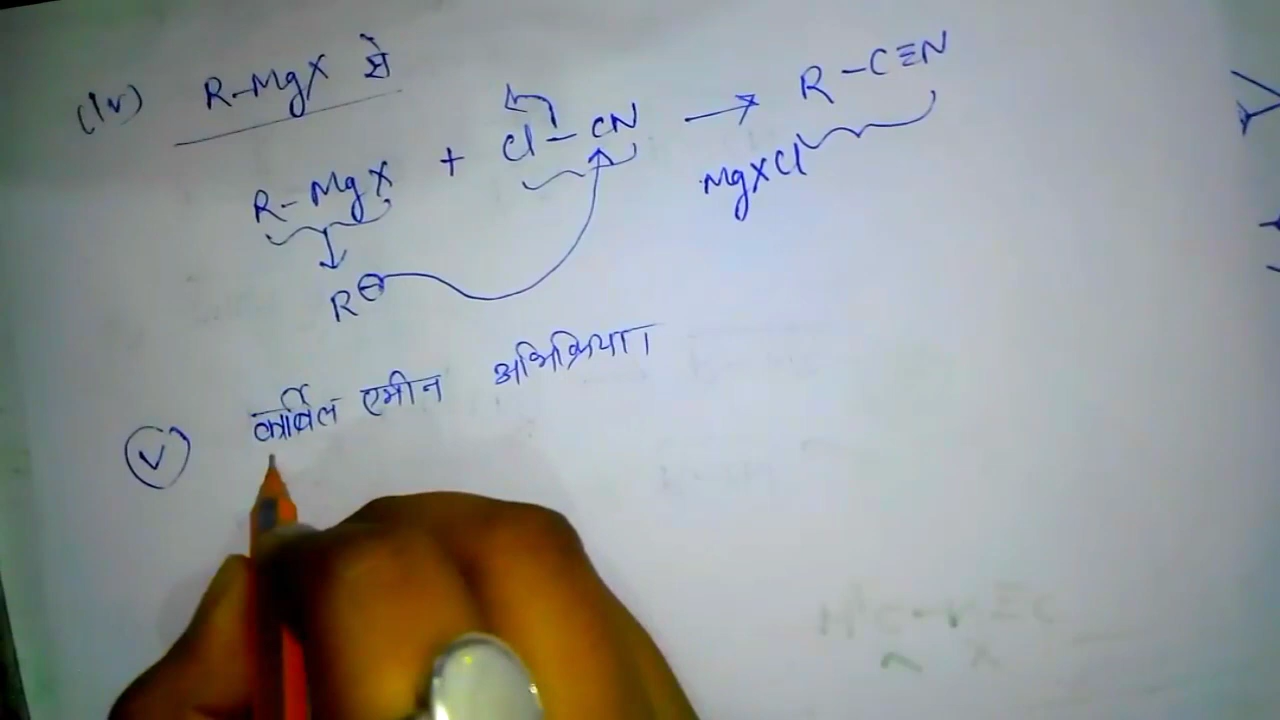 (iv) R-MgX से
R-MgX + Cl-CN → R-C≡N
MgXCl
R⊖
(v) कार्बिल एमीन अभिक्रिया।